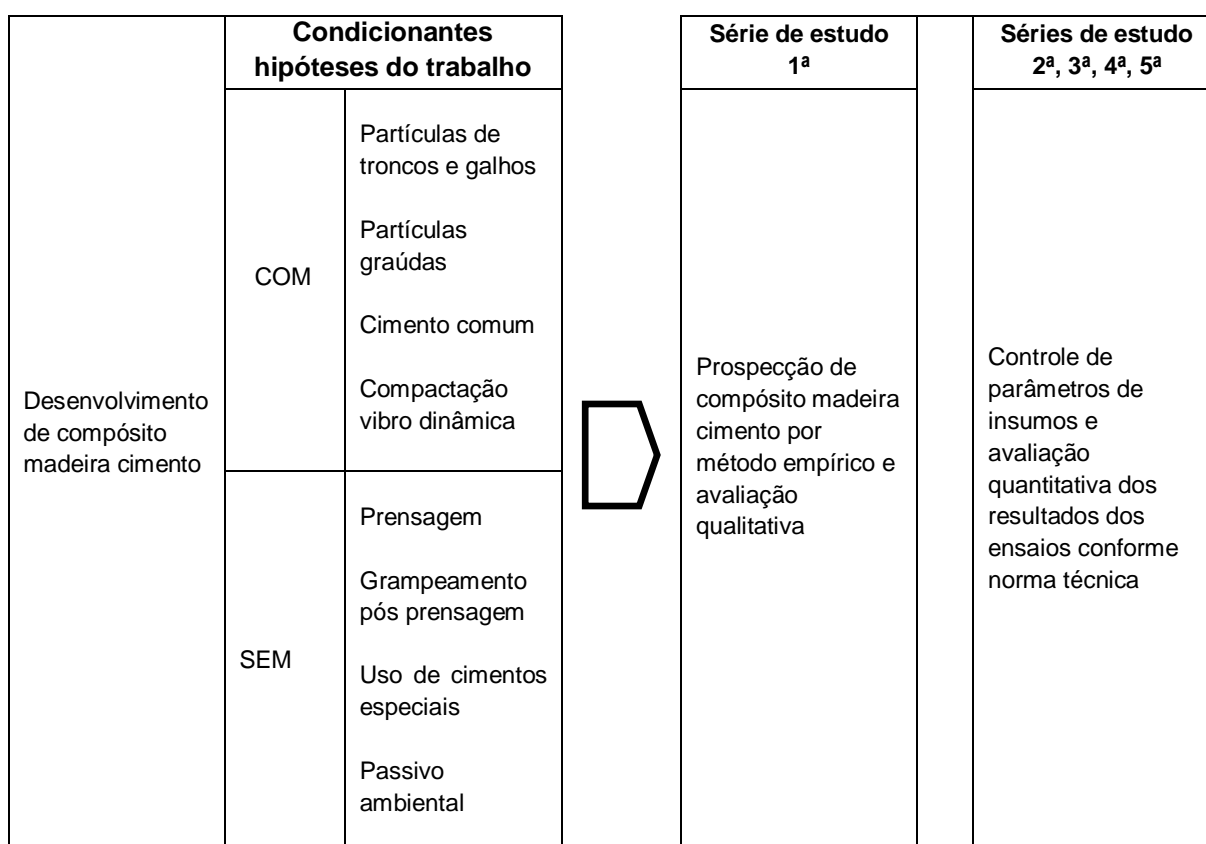 Desenvolvimento
de compósito
madeira cimento
Condicionantes
hipóteses do trabalho
COM
Partículas de
troncos e galhos
Partículas
graúdas
Cimento comum
Compactação
vibro dinâmica
SEM
Prensagem
Grampeamento
pós prensagem
Uso de cimentos
especiais
Passivo
ambiental
Série de estudo
1ª
Prospecção de
compósito madeira
cimento por
método empírico e
avaliação
qualitativa
Séries de estudo
2ª, 3ª, 4ª, 5ª
Controle de
parâmetros de
insumos e
avaliação
quantitativa dos
resultados dos
ensaios conforme
norma técnica